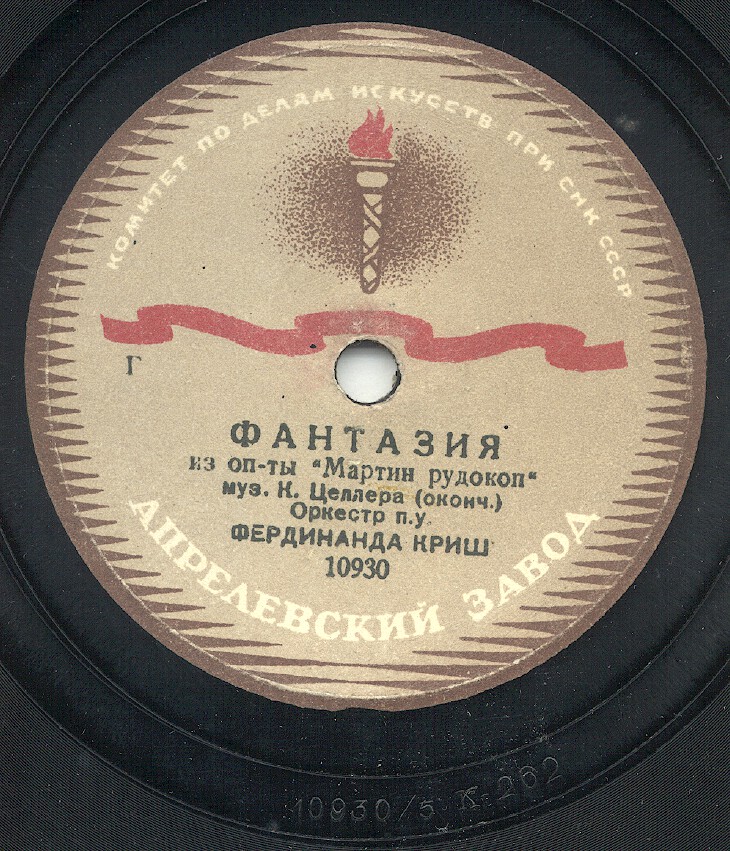 КОМИТЕТ ПО ДЕЛАМ ИСКУССТВ ПРИ СНК СССР
Г
ФАНТАЗИЯ
из оп-ты "Мартин рудокоп"
муз. К. Целлера (оконч.)
Оркестр п.у.
ФЕРДИНАНДА КРИШ
10930
АПРЕЛЕВСКИЙ ЗАВОД
10930/5 К-262